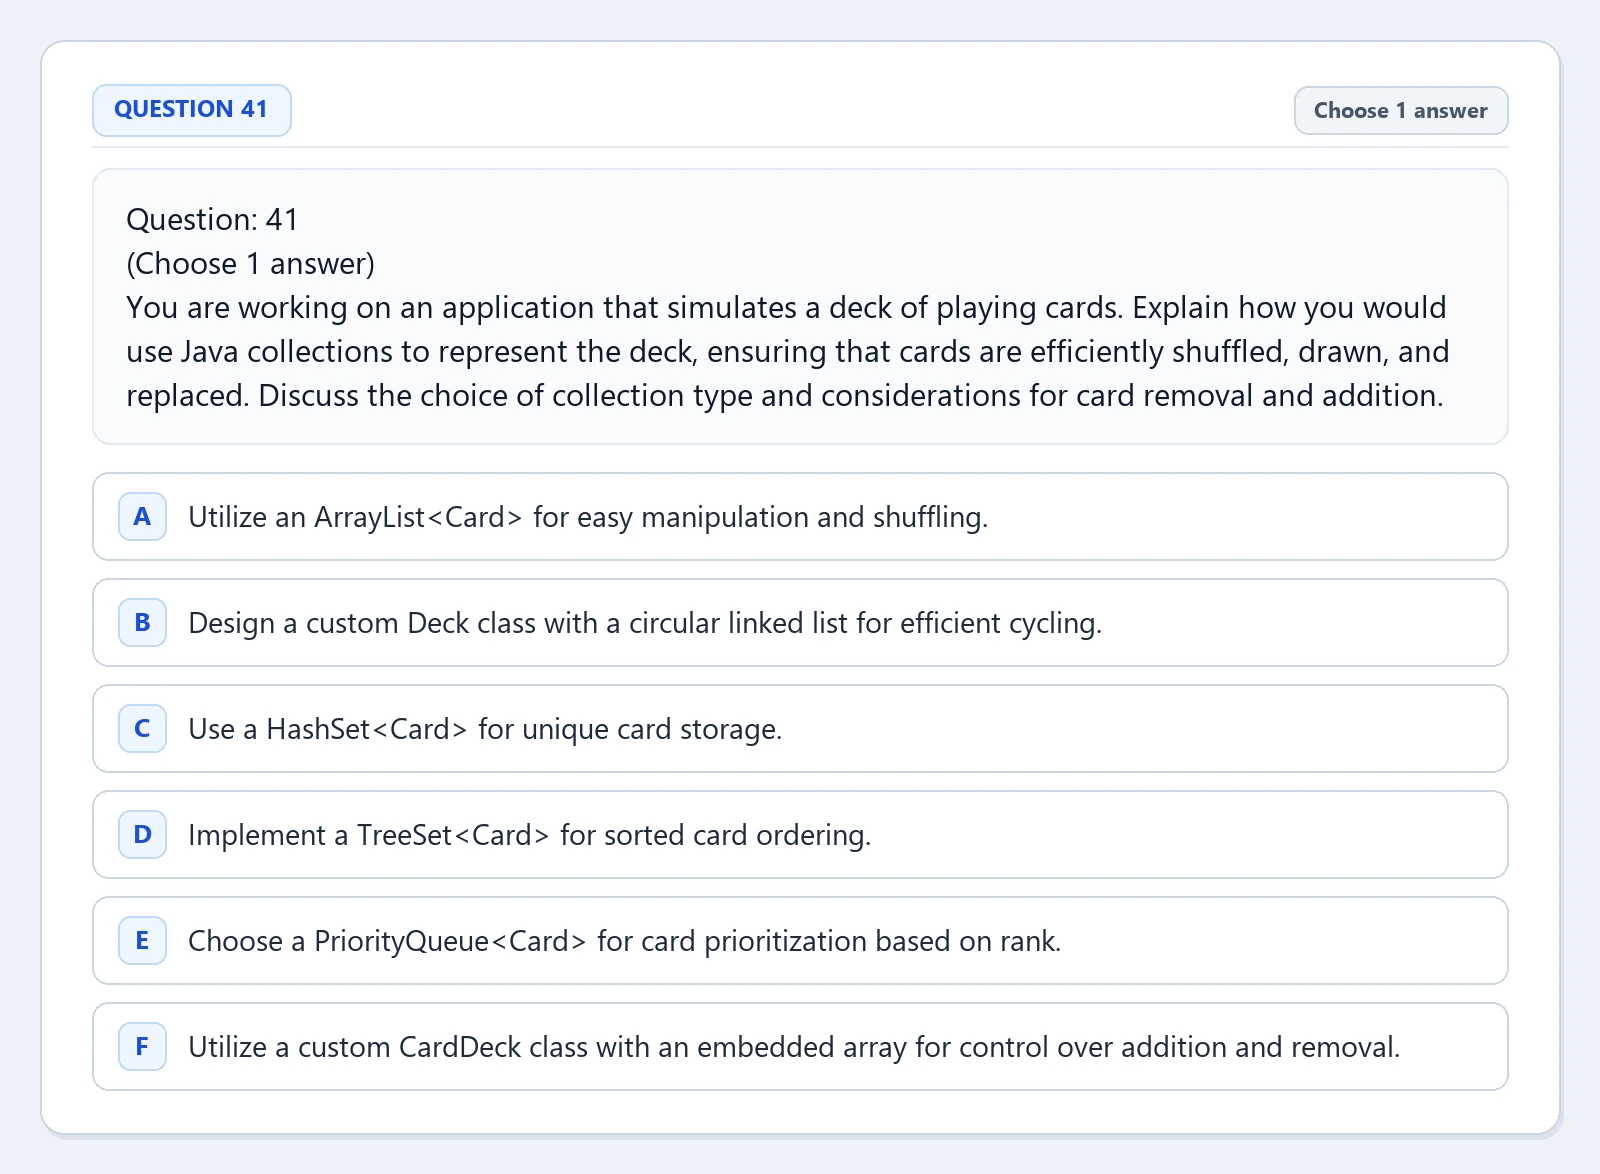 QUESTION 41
Choose 1 answer
Question: 41
(Choose 1 answer)
You are working on an application that simulates a deck of playing cards. Explain how you would
use Java collections to represent the deck, ensuring that cards are efficiently shuffled, drawn, and
replaced. Discuss the choice of collection type and considerations for card removal and addition.
A Utilize an ArrayList<Card> for easy manipulation and shuffling.
B Design a custom Deck class with a circular linked list for efficient cycling.
C Use a HashSet<Card> for unique card storage.
D Implement a TreeSet<Card> for sorted card ordering.
E Choose a PriorityQueue<Card> for card prioritization based on rank.
F Utilize a custom CardDeck class with an embedded array for control over addition and removal.